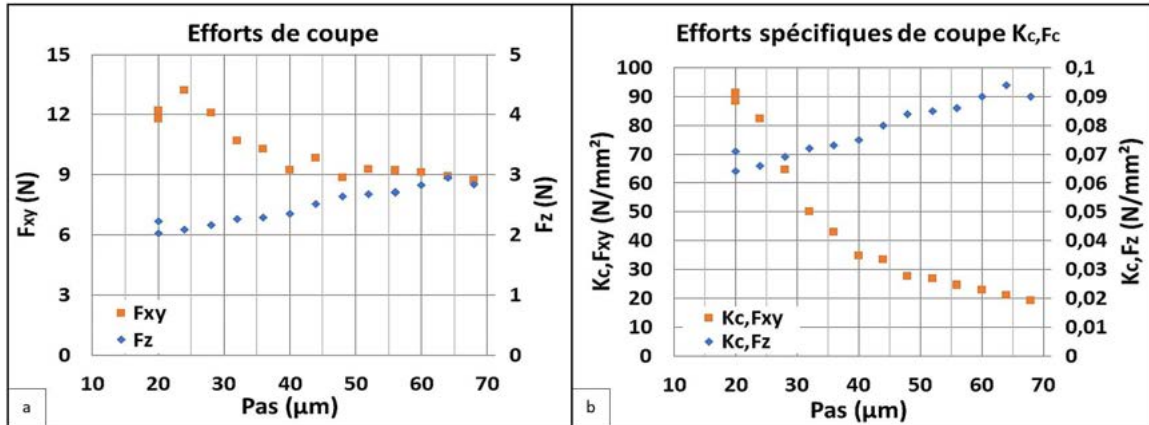 Efforts de coupe
15
12
9
6
3
0
Fxy (N)
5
4
3
2
1
0
Fz (N)
Fxy
Fz
10 20 30 40 50 60 70
Pas (µm)
a
Efforts spécifiques de coupe Kc,Fc
100
90
80
70
60
50
40
30
20
10
0
Kc,Fxy (N/mm²)
0,1
0,09
0,08
0,07
0,06
0,05
0,04
0,03
0,02
0,01
0
Kc,Fz (N/mm²)
Kc,Fxy
Kc,Fz
10 20 30 40 50 60 70
Pas (µm)
b